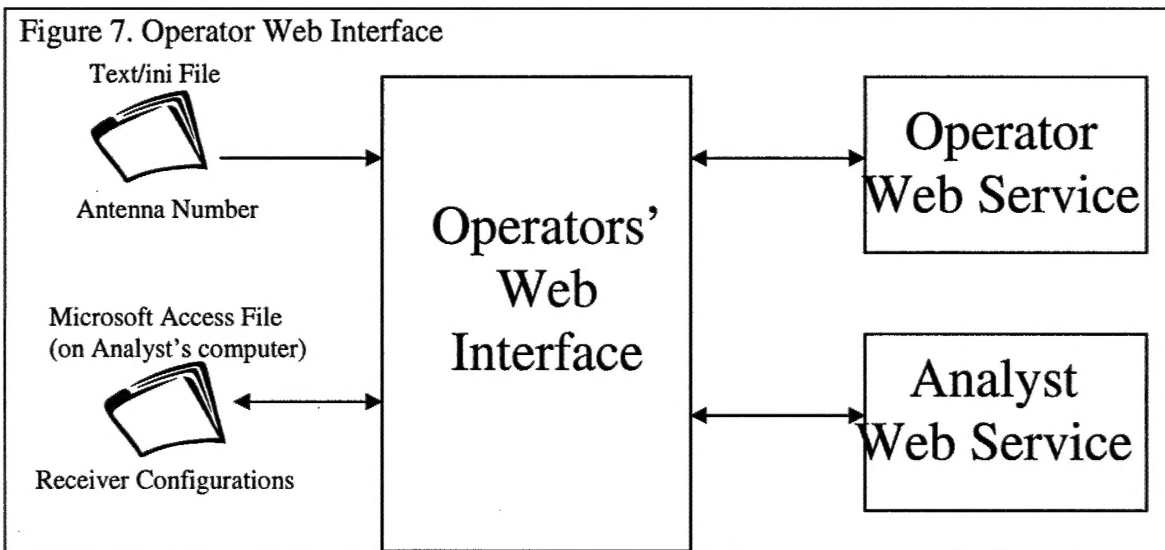 Figure 7. Operator Web Interface
Text/ini File
Antenna Number
Microsoft Access File
(on Analyst's computer)
Receiver Configurations
Operators'
Web
Interface
Operator
Web Service
Analyst
Web Service